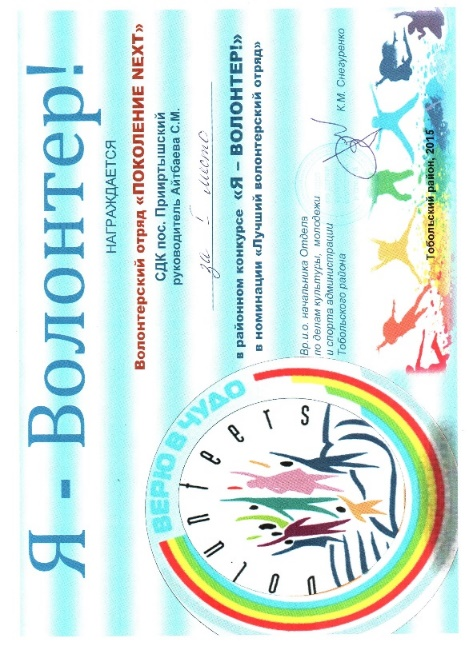 Я - Волонтер!
НАГРАЖДАЕТСЯ
Волонтерский отряд «ПОКОЛЕНИЕ NEXT»
СДК пос. Прииртышский
руководитель Айтбаева С.М.
за I место
в районном конкурсе «Я – ВОЛОНТЕР!»
в номинации «Лучший волонтерский отряд»
Вр.и.о. начальника Отдела
по делам культуры, молодежи
и спорта администрации
Тобольского района
К.М. Снегуренко
Тобольский район, 2015
ВЕРЮ В ЧУДО
volunteers